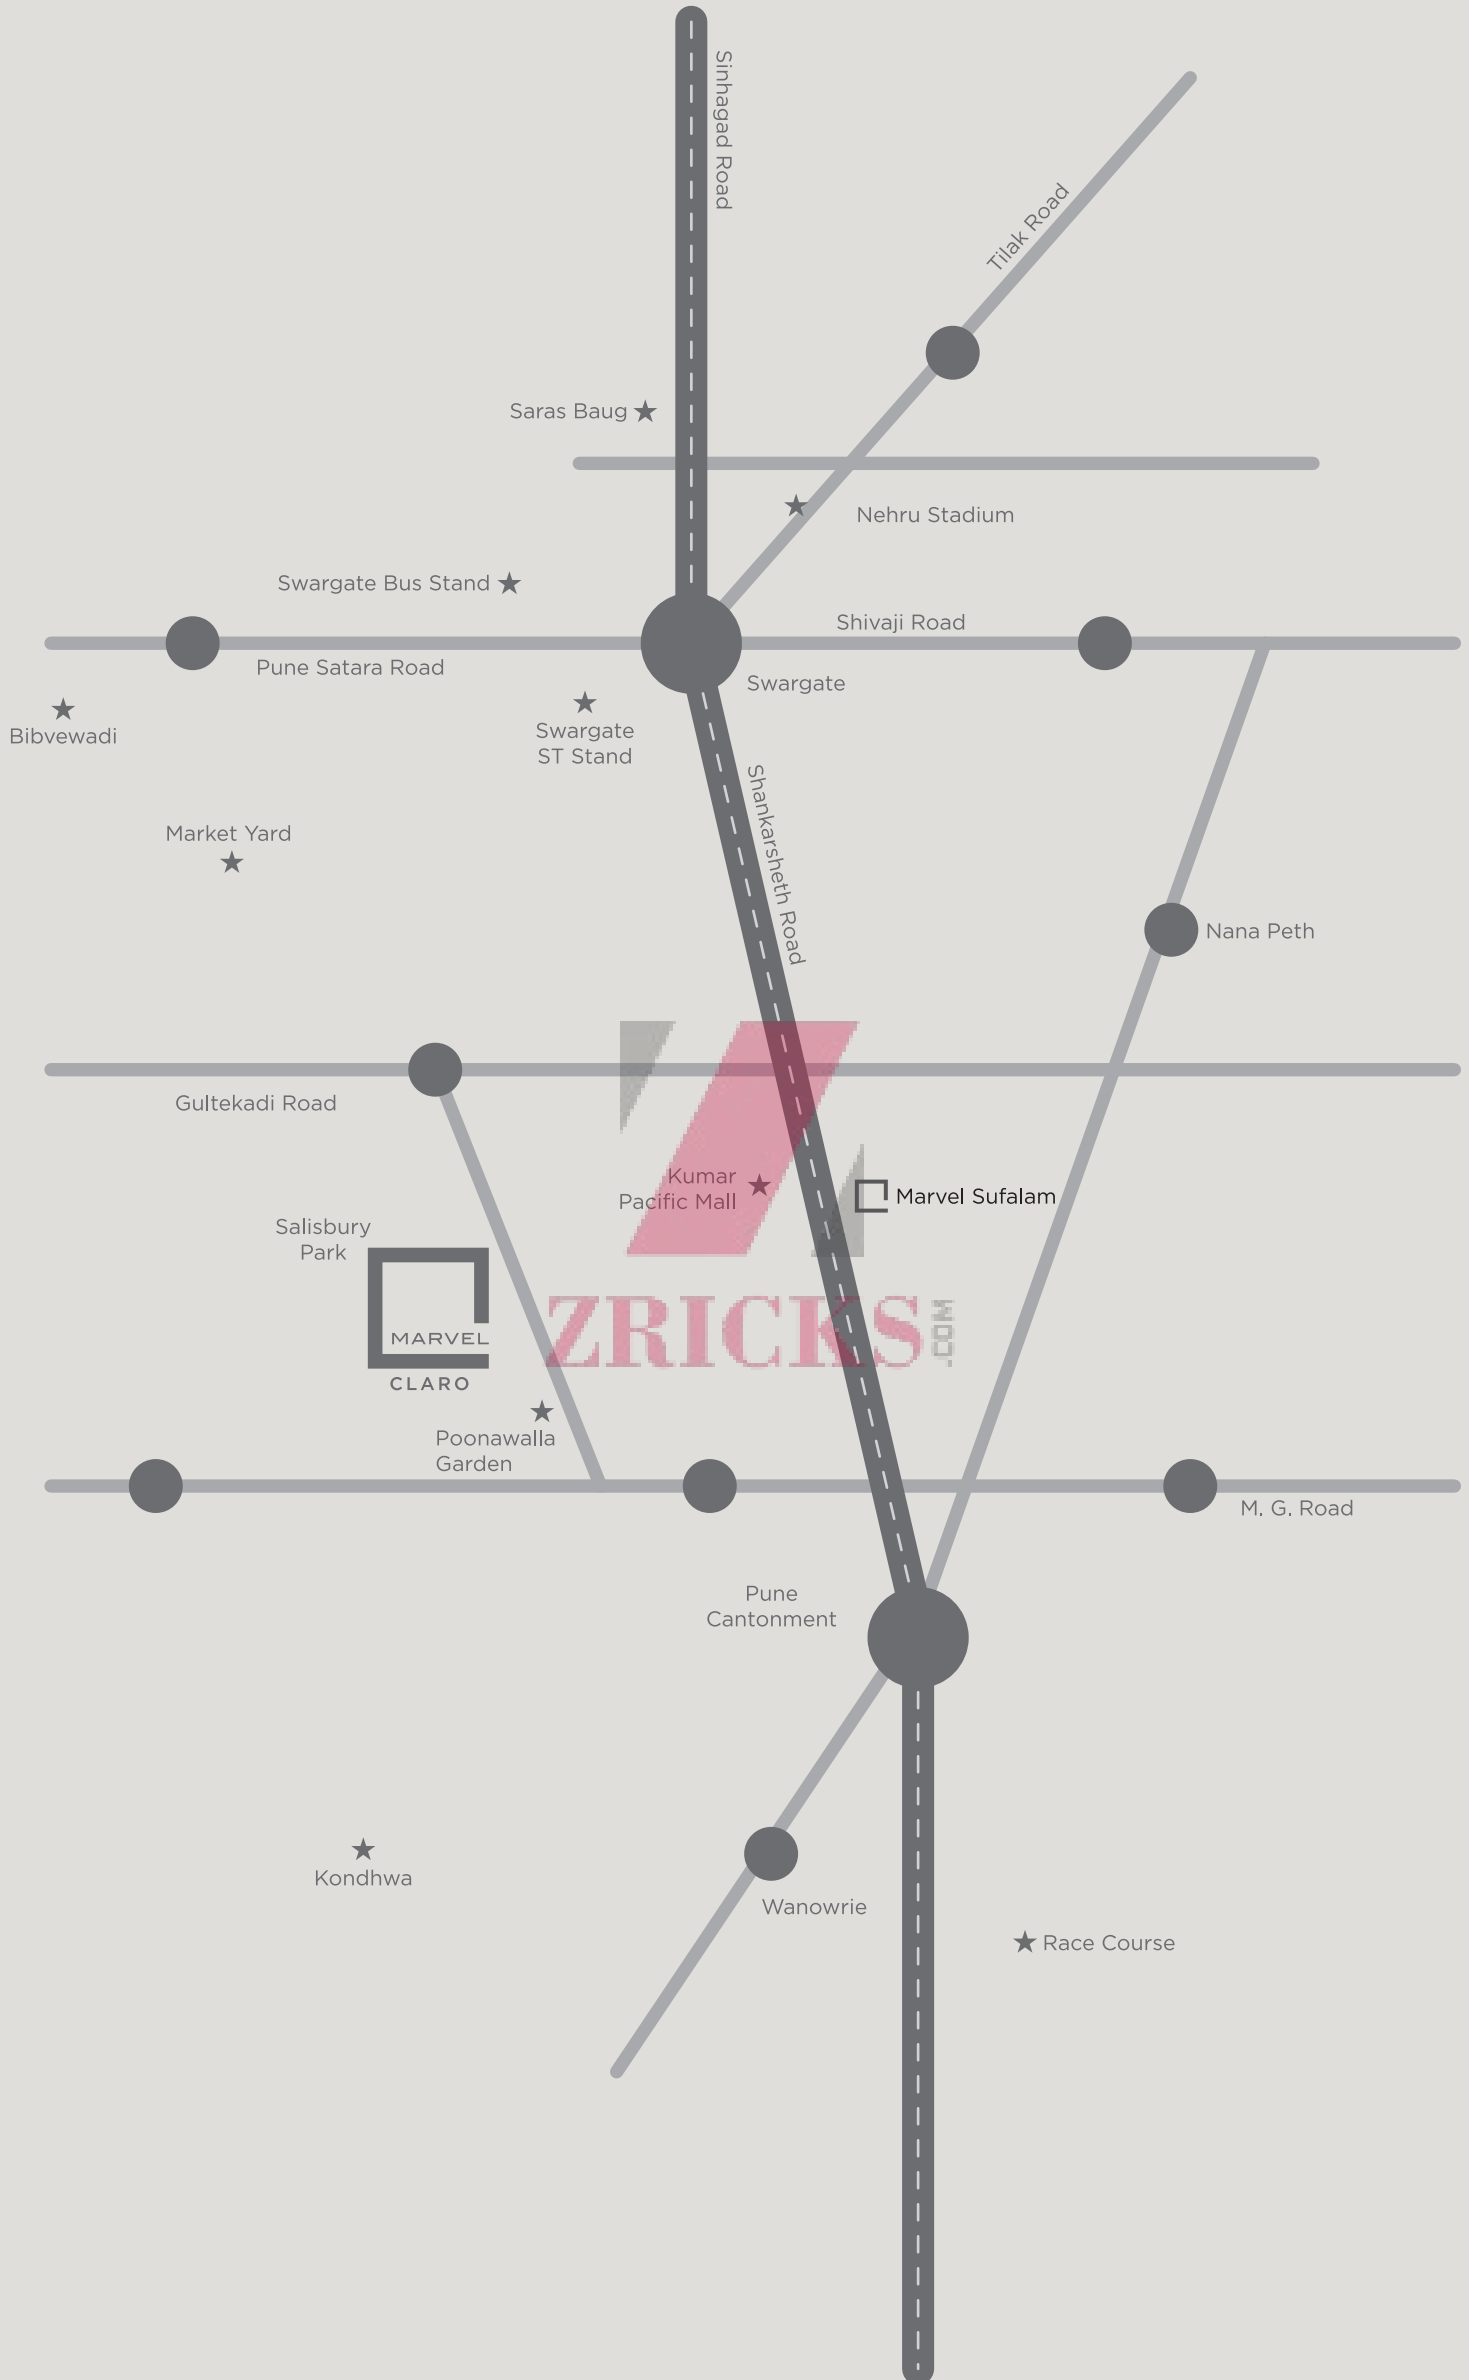 Sinhagad Road
Tilak Road
Saras Baug
Nehru Stadium
Swargate Bus Stand
Shivaji Road
Pune Satara Road
Swargate
Bibvewadi
Swargate
ST Stand
Shankarsheth Road
Market Yard
Nana Peth
Gultekadi Road
Kumar
Pacific Mall
Marvel Sufalam
Salisbury
Park
MARVEL
CLARO
ZRICKS
.COM
Poonawalla
Garden
M. G. Road
Pune
Cantonment
Kondhwa
Wanowrie
Race Course